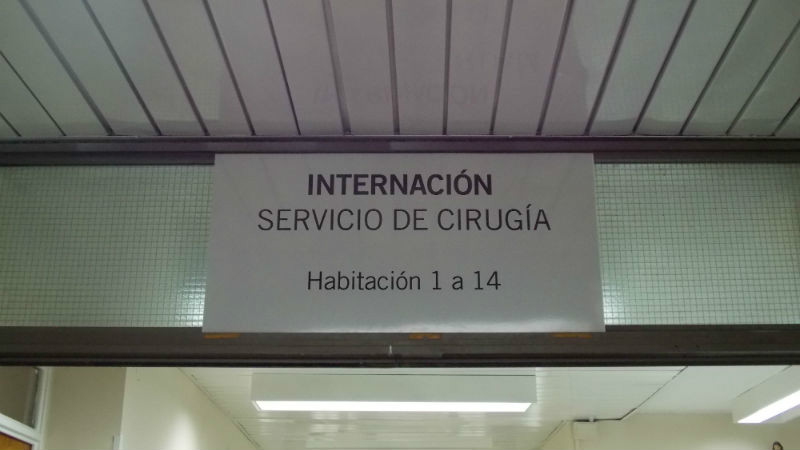 INTERNACIÓN
SERVICIO DE CIRUGÍA
Habitación 1 a 14